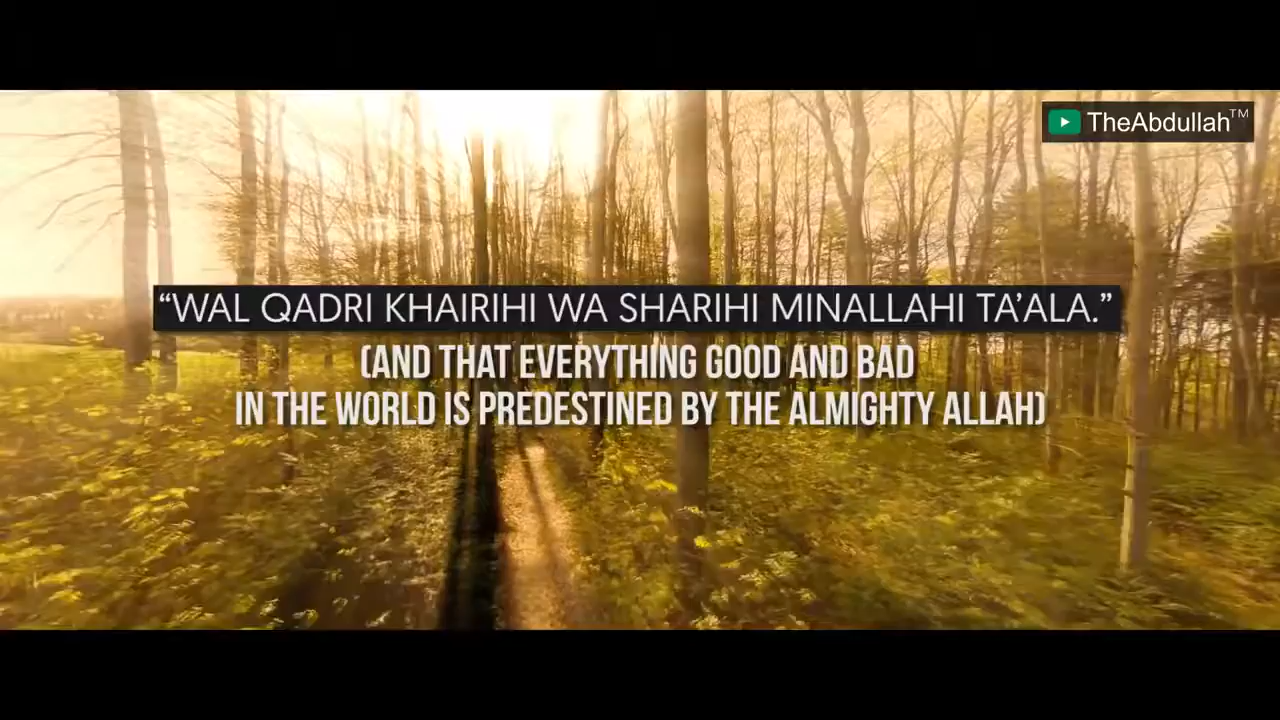 TheAbdullah™
“WAL QADRI KHAIRIHI WA SHARIHI MINALLAHI TA’ALA.”
(AND THAT EVERYTHING GOOD AND BAD
IN THE WORLD IS PREDESTINED BY THE ALMIGHTY ALLAH)